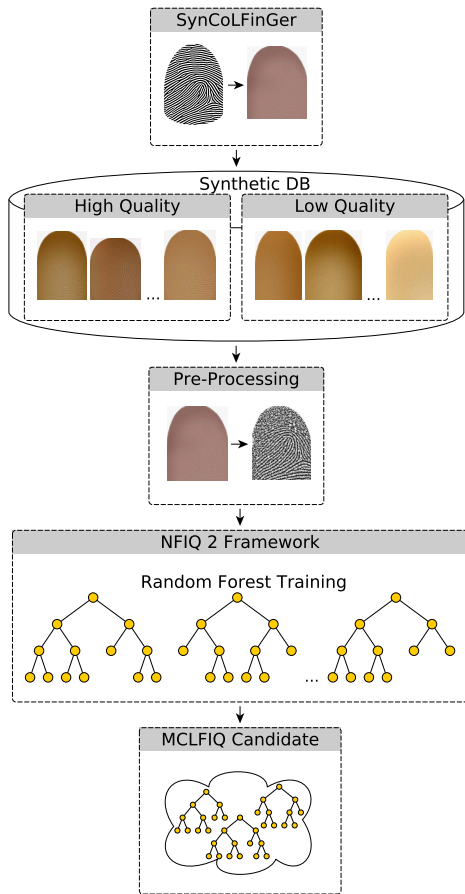 SynCoLFinGer
Synthetic DB
High Quality
Low Quality
...
...
Pre-Processing
NFIQ 2 Framework
Random Forest Training
...
MCLFIQ Candidate